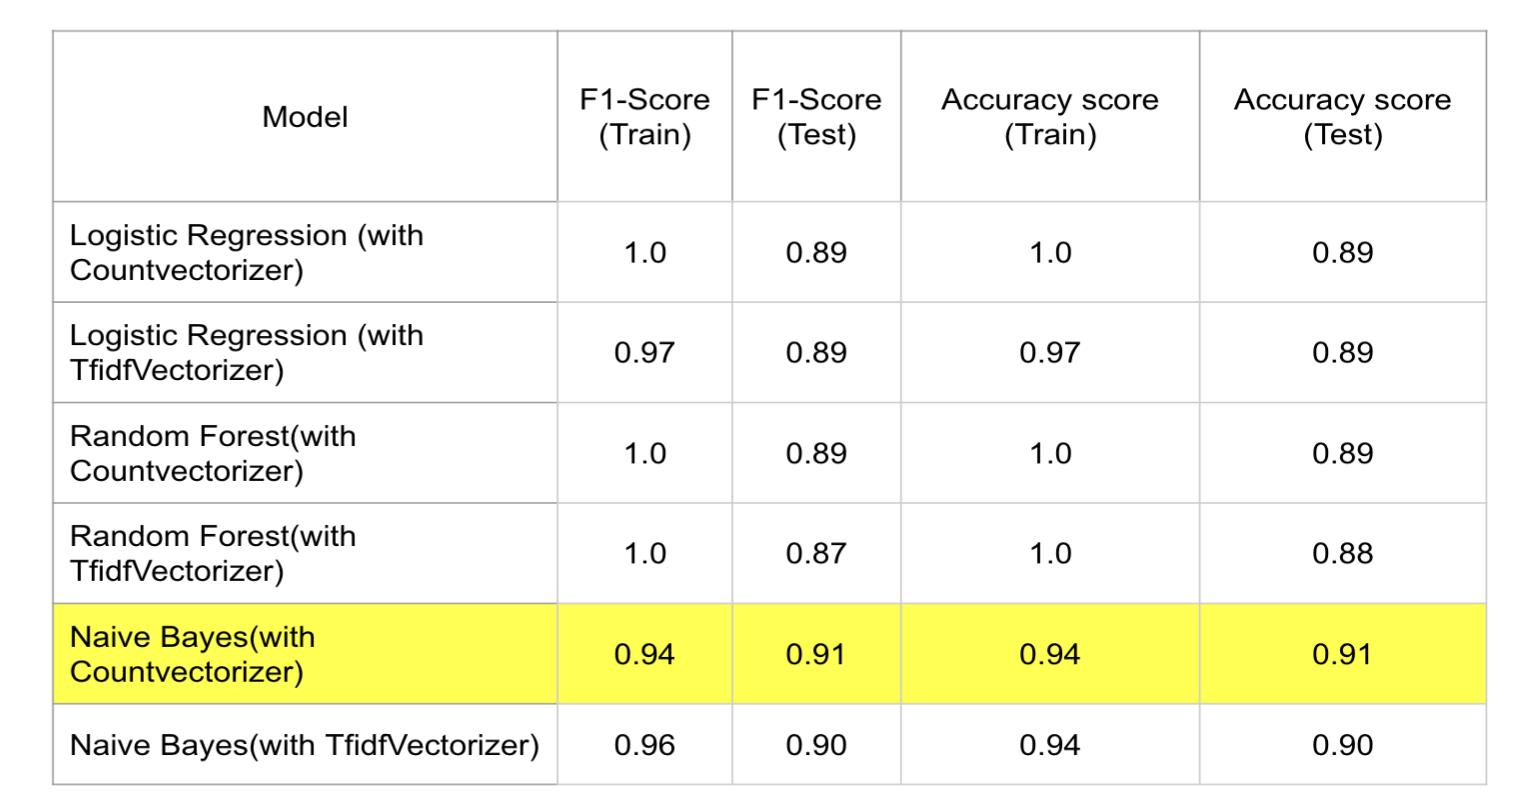 Model
F1-Score
(Train)
F1-Score
(Test)
Accuracy score
(Train)
Accuracy score
(Test)
Logistic Regression (with
Countvectorizer)
1.0
0.89
1.0
0.89
Logistic Regression (with
TfidfVectorizer)
0.97
0.89
0.97
0.89
Random Forest(with
Countvectorizer)
1.0
0.89
1.0
0.89
Random Forest(with
TfidfVectorizer)
1.0
0.87
1.0
0.88
Naive Bayes(with
Countvectorizer)
0.94
0.91
0.94
0.91
Naive Bayes(with TfidfVectorizer)
0.96
0.90
0.94
0.90